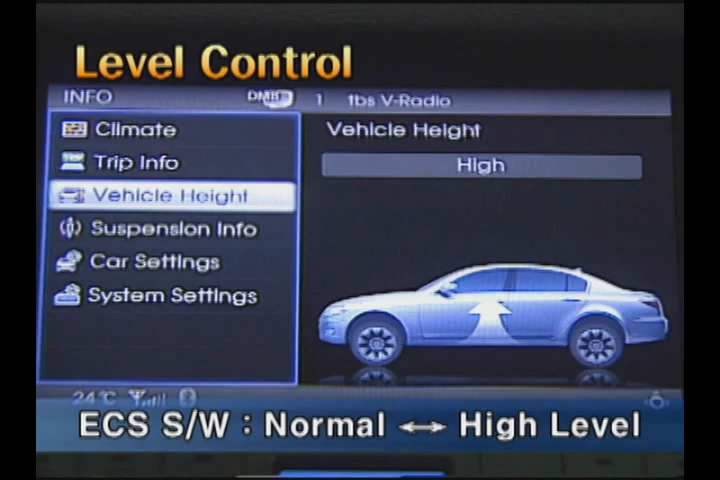 Level Control
INFO DMB 1 tbs V-Radio
Climate
Trip Info
Vehicle Height
Suspension Info
Car Settings
System Settings
Vehicle Height
High
24°C
ECS S/W : Normal ↔ High Level